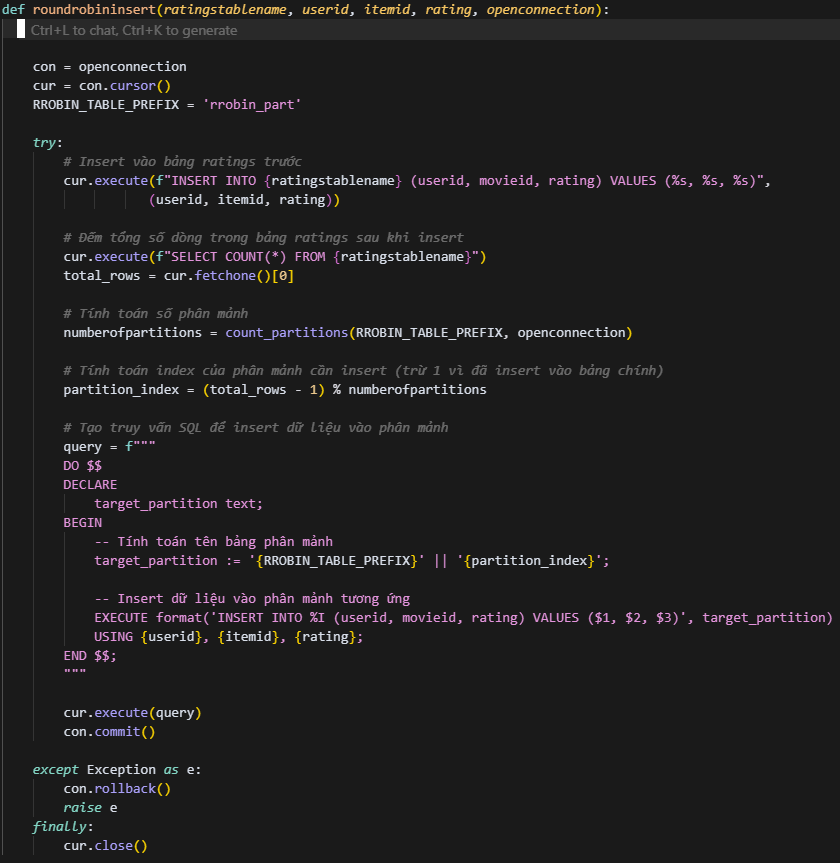 def roundrobininsert(ratingstablename, userid, itemid, rating, openconnection):
Ctrl+L to chat, Ctrl+K to generate
con = openconnection
cur = con.cursor()
RROBIN_TABLE_PREFIX = 'rrobin_part'
try:
# Insert vào bảng ratings trước
cur.execute(f"INSERT INTO {ratingstablename} (userid, movieid, rating) VALUES (%s, %s, %s)",
(userid, itemid, rating))
# Đếm tổng số dòng trong bảng ratings sau khi insert
cur.execute(f"SELECT COUNT(*) FROM {ratingstablename}")
total_rows = cur.fetchone()[0]
# Tính toán số phân mảnh
numberofpartitions = count_partitions(RROBIN_TABLE_PREFIX, openconnection)
# Tính toán index của phân mảnh cần insert (trừ 1 vì đã insert vào bảng chính)
partition_index = (total_rows - 1) % numberofpartitions
# Tạo truy vấn SQL để insert dữ liệu vào phân mảnh
query = f"""
DO $$
DECLARE
target_partition text;
BEGIN
-- Tính toán tên bảng phân mảnh
target_partition := '{RROBIN_TABLE_PREFIX}' || '{partition_index}';
-- Insert dữ liệu vào phân mảnh tương ứng
EXECUTE format('INSERT INTO %I (userid, movieid, rating) VALUES ($1, $2, $3)', target_partition)
USING {userid}, {itemid}, {rating};
END $$;
"""
cur.execute(query)
con.commit()
except Exception as e:
con.rollback()
raise e
finally:
cur.close()